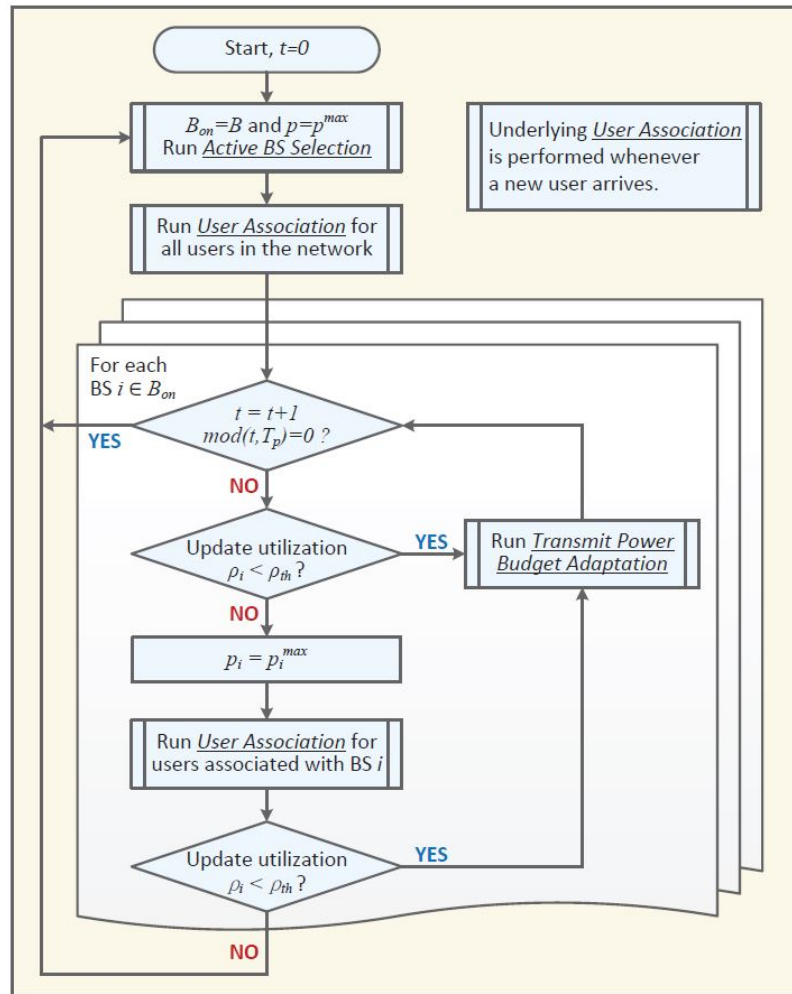 Start, t=0
B_on=B and p=p^max
Run Active BS Selection
Underlying User Association
is performed whenever
a new user arrives.
Run User Association for
all users in the network
For each
BS i ∈ B_on
t = t+1
mod(t,T_p)=0 ?
YES
NO
Update utilization
ρ_i < ρ_th ?
YES
Run Transmit Power
Budget Adaptation
NO
p_i = p_i^max
Run User Association for
users associated with BS i
Update utilization
ρ_i < ρ_th ?
YES
NO